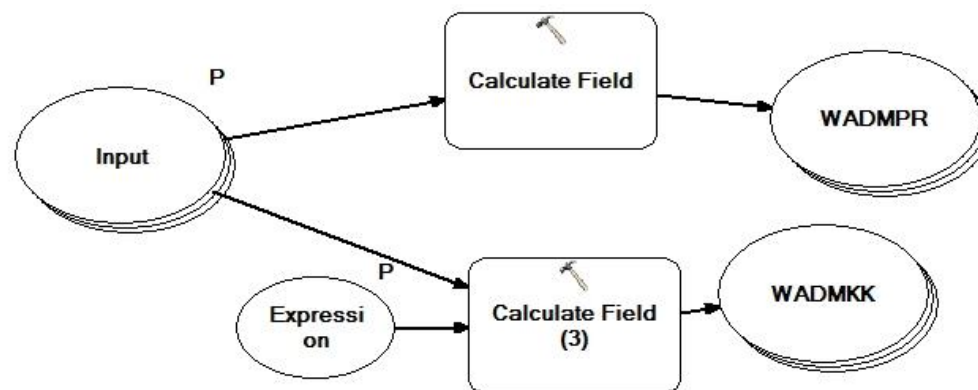 P
Calculate Field
WADMPR
Input
P
Expressi
on
Calculate Field
(3)
WADMKK